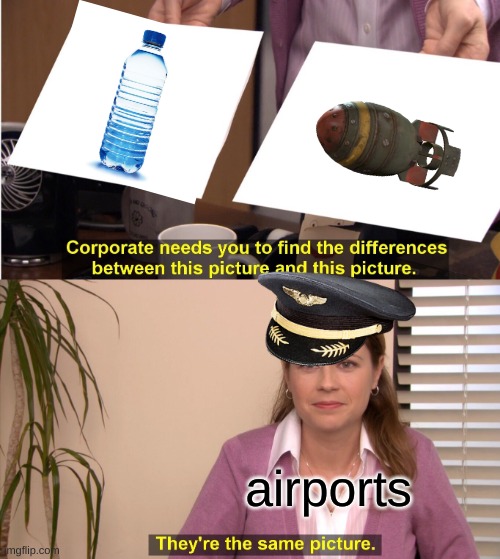 Corporate needs you to find the differences
between this picture and this picture.
airports
They're the same picture.
imgflip.com